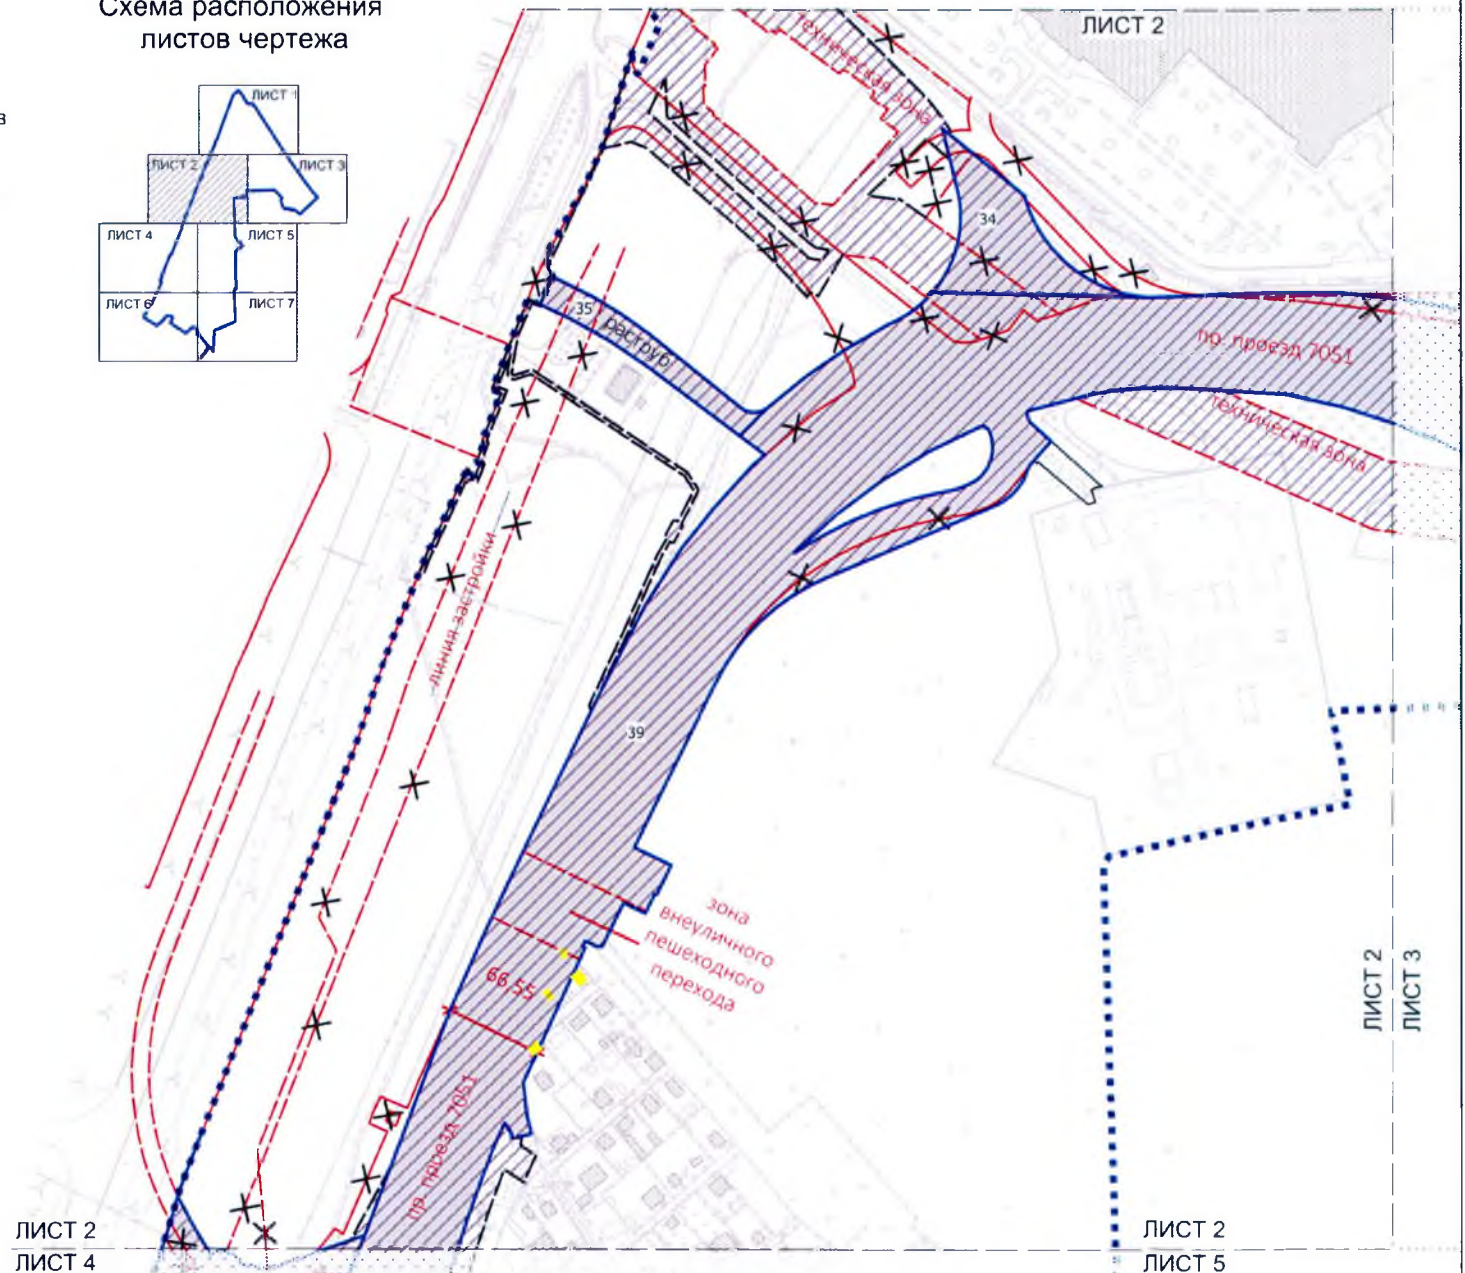 Схема расположения
листов чертежа
в
ЛИСТ 1
ЛИСТ 2
ЛИСТ 3
ЛИСТ 4
ЛИСТ 5
ЛИСТ 6
ЛИСТ 7
ЛИСТ 2
техническая зона
34
35
раструб
пр. проезд 7051
техническая зона
линия застройки
39
зона
внеуличного
пешеходного
перехода
66,55
пр. проезд 7051
ЛИСТ 2
ЛИСТ 3
ЛИСТ 2
ЛИСТ 4
ЛИСТ 2
ЛИСТ 5